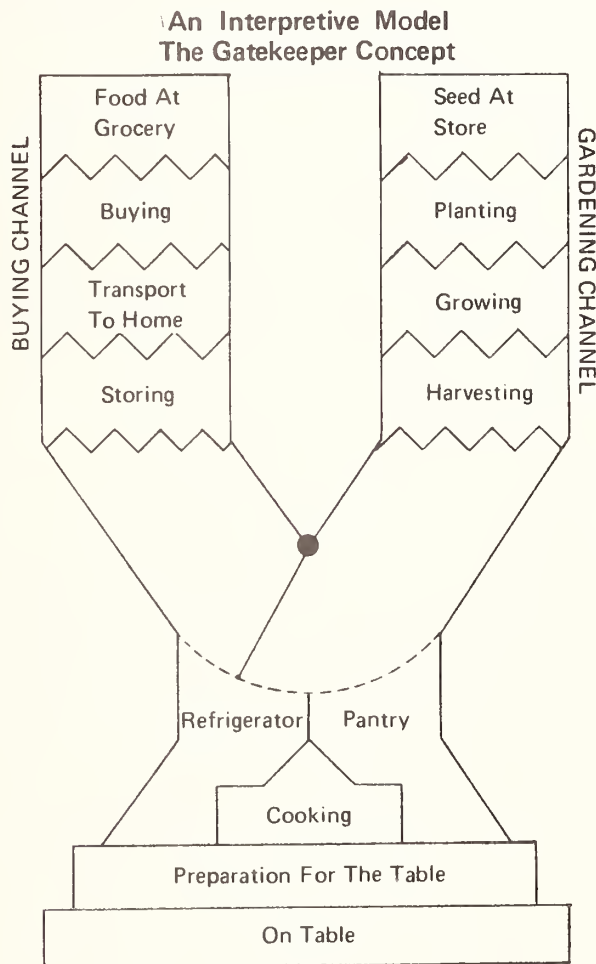 An Interpretive Model
The Gatekeeper Concept
BUYING CHANNEL
Food At
Grocery
Buying
Transport
To Home
Storing
Seed At
Store
Planting
Growing
Harvesting
GARDENING CHANNEL
Refrigerator
Pantry
Cooking
Preparation For The Table
On Table